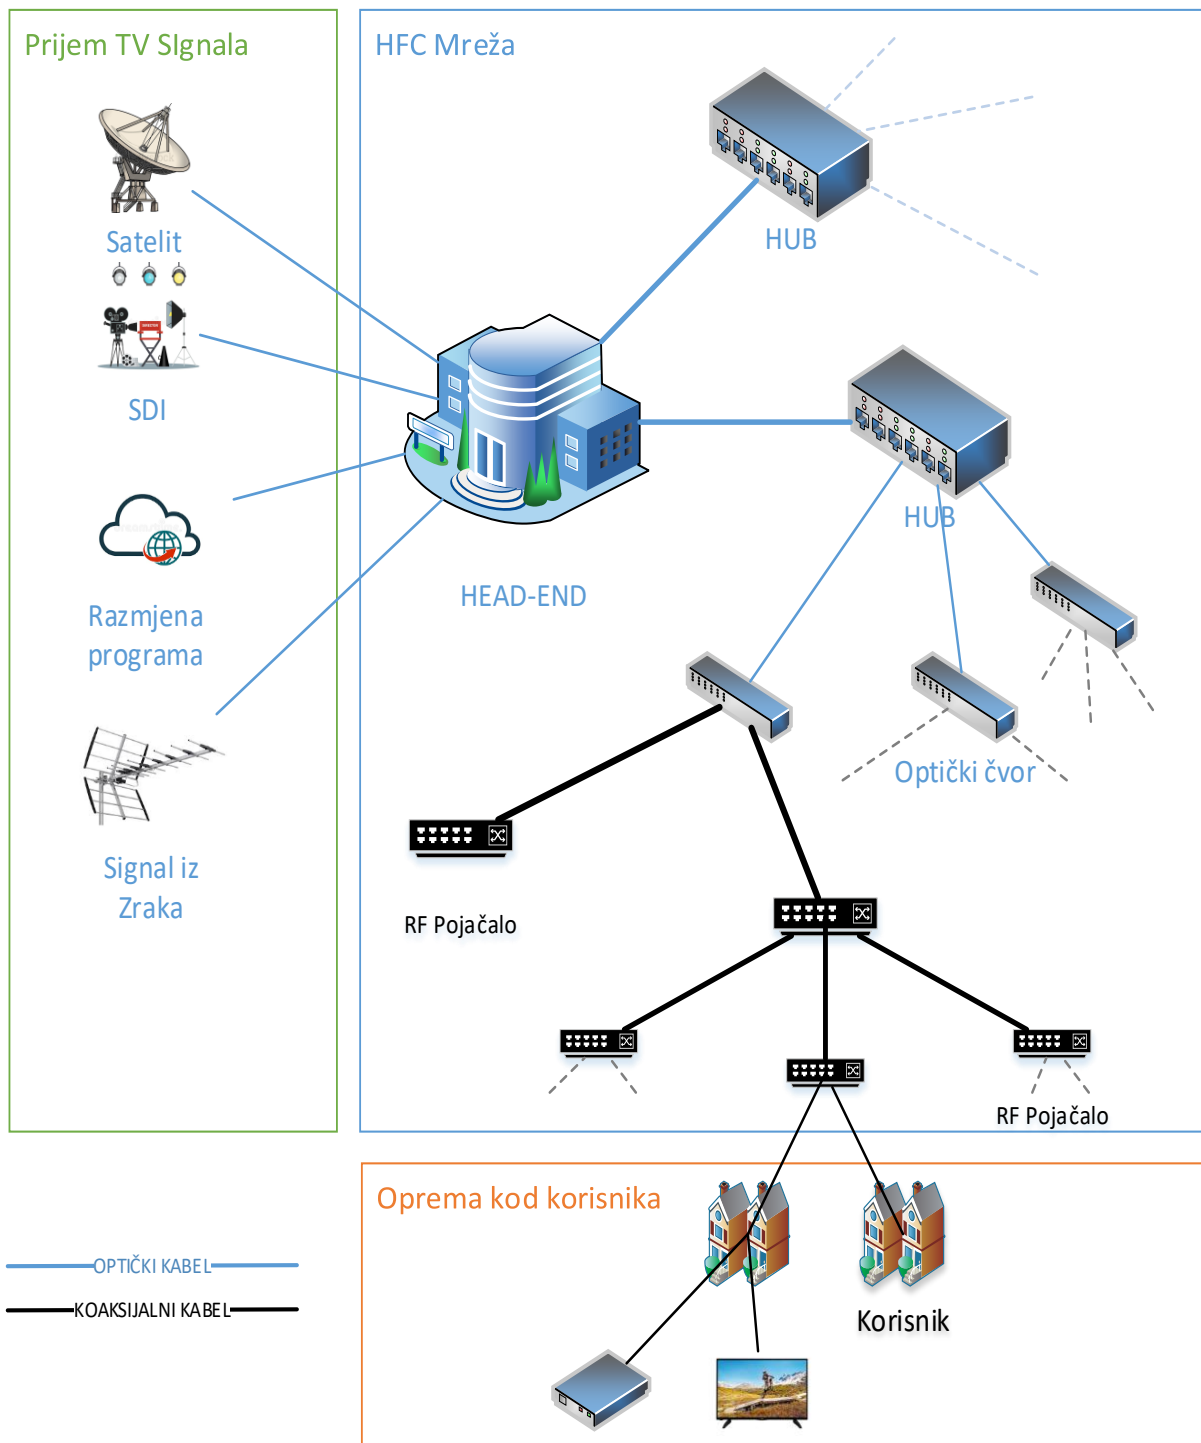 Prijem TV SIgnala
HFC Mreža
Satelit
HUB
SDI
HUB
HEAD-END
Razmjena
programa
Optički čvor
Signal iz
Zraka
RF Pojačalo
RF Pojačalo
Oprema kod korisnika
OPTIČKI KABEL
KOAKSIJALNI KABEL
Korisnik